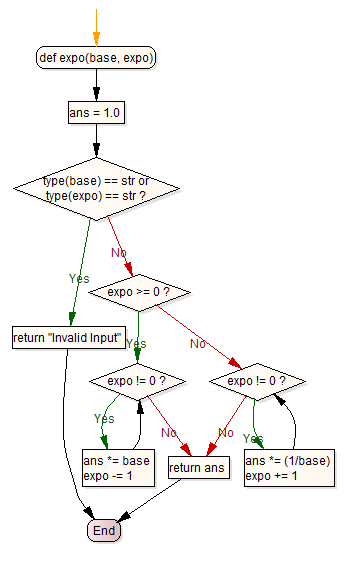 def expo(base, expo)
ans = 1.0
type(base) == str or
type(expo) == str ?
No
Yes
expo >= 0 ?
return "Invalid Input"
Yes
No
expo != 0 ?
expo != 0 ?
Yes
No
No
Yes
ans *= base
expo -= 1
return ans
ans *= (1/base)
expo += 1
End